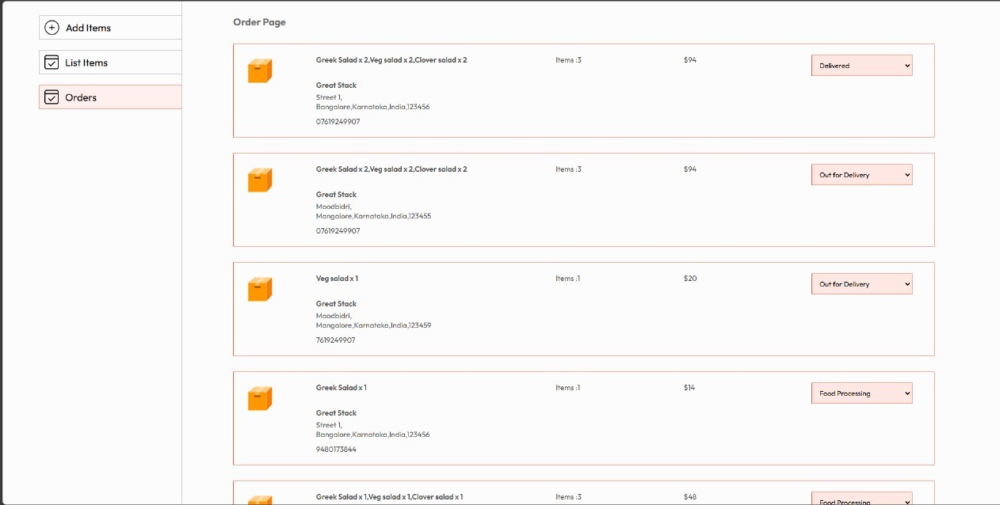 Order Page
Add Items
List Items
Orders
Greek Salad x 2,Veg salad x 2,Clover salad x 2
Items :3
$94
Delivered
Great Stack
Street 1,
Bangalore,Karnataka,India,123456
07619249907
Greek Salad x 2,Veg salad x 2,Clover salad x 2
Items :3
$94
Out for Delivery
Great Stack
Moodbidri,
Mangalore,Karnataka,India,123455
07619249907
Veg salad x 1
Items :1
$20
Out for Delivery
Great Stack
Moodbidri,
Mangalore,Karnataka,India,123459
7619249907
Greek Salad x 1
Items :1
$14
Food Processing
Great Stack
Street 1,
Bangalore,Karnataka,India,123456
9480173844
Greek Salad x 1,Veg salad x 1,Clover salad x 1
Items :3
$48
Food Processing